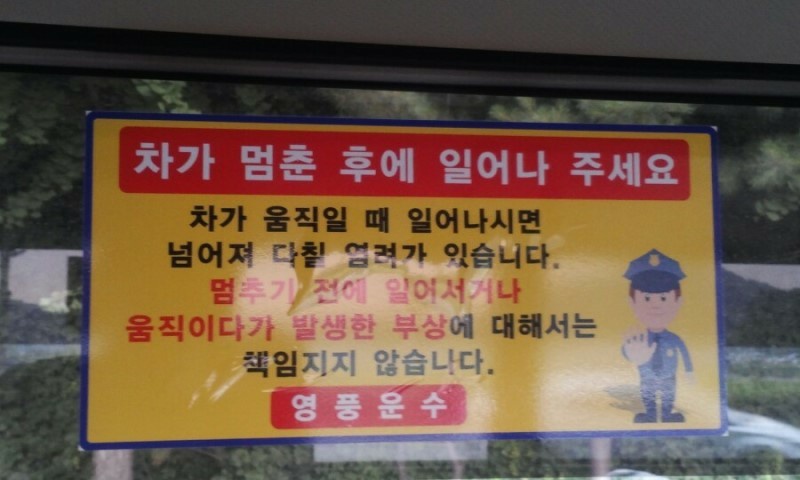 차가 멈춘 후에 일어나 주세요
차가 움직일 때 일어나시면
넘어져 다칠 염려가 있습니다.
멈추기 전에 일어서거나
움직이다가 발생한 부상에 대해서는
책임지지 않습니다.
영풍운수